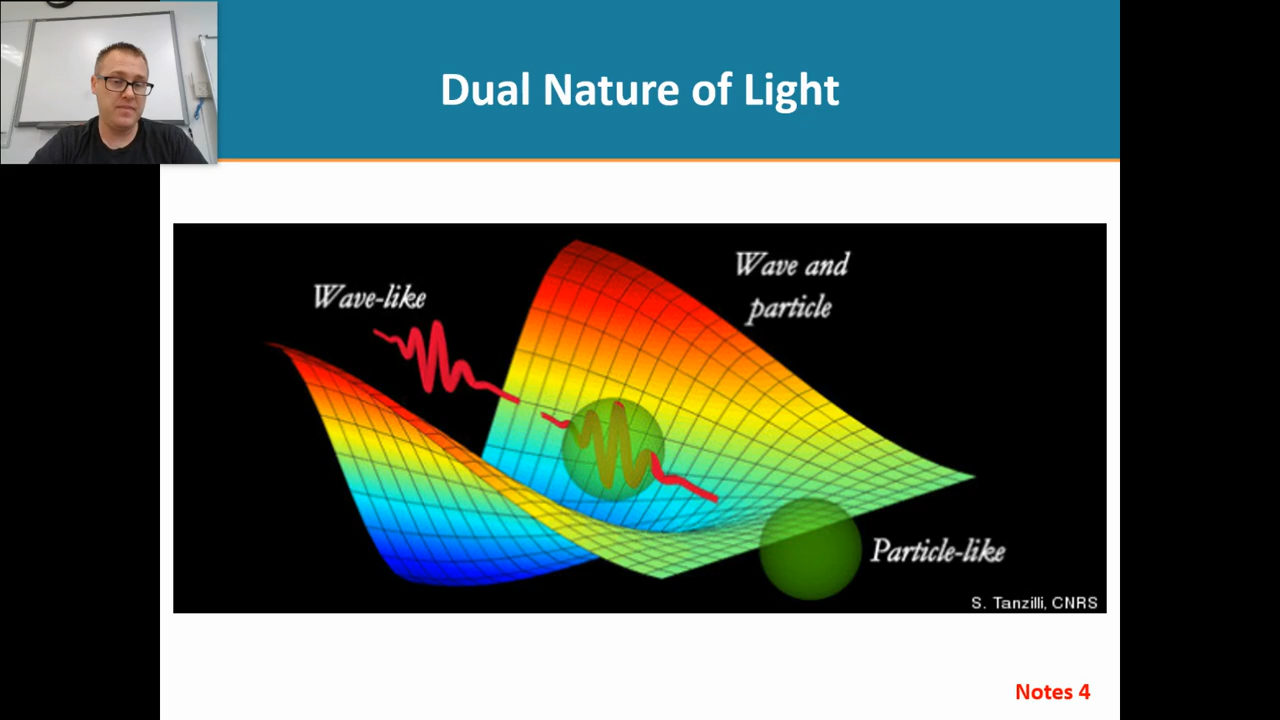 Dual Nature of Light
Wave-like
Wave and
particle
Particle-like
S. Tanzilli, CNRS
Notes 4